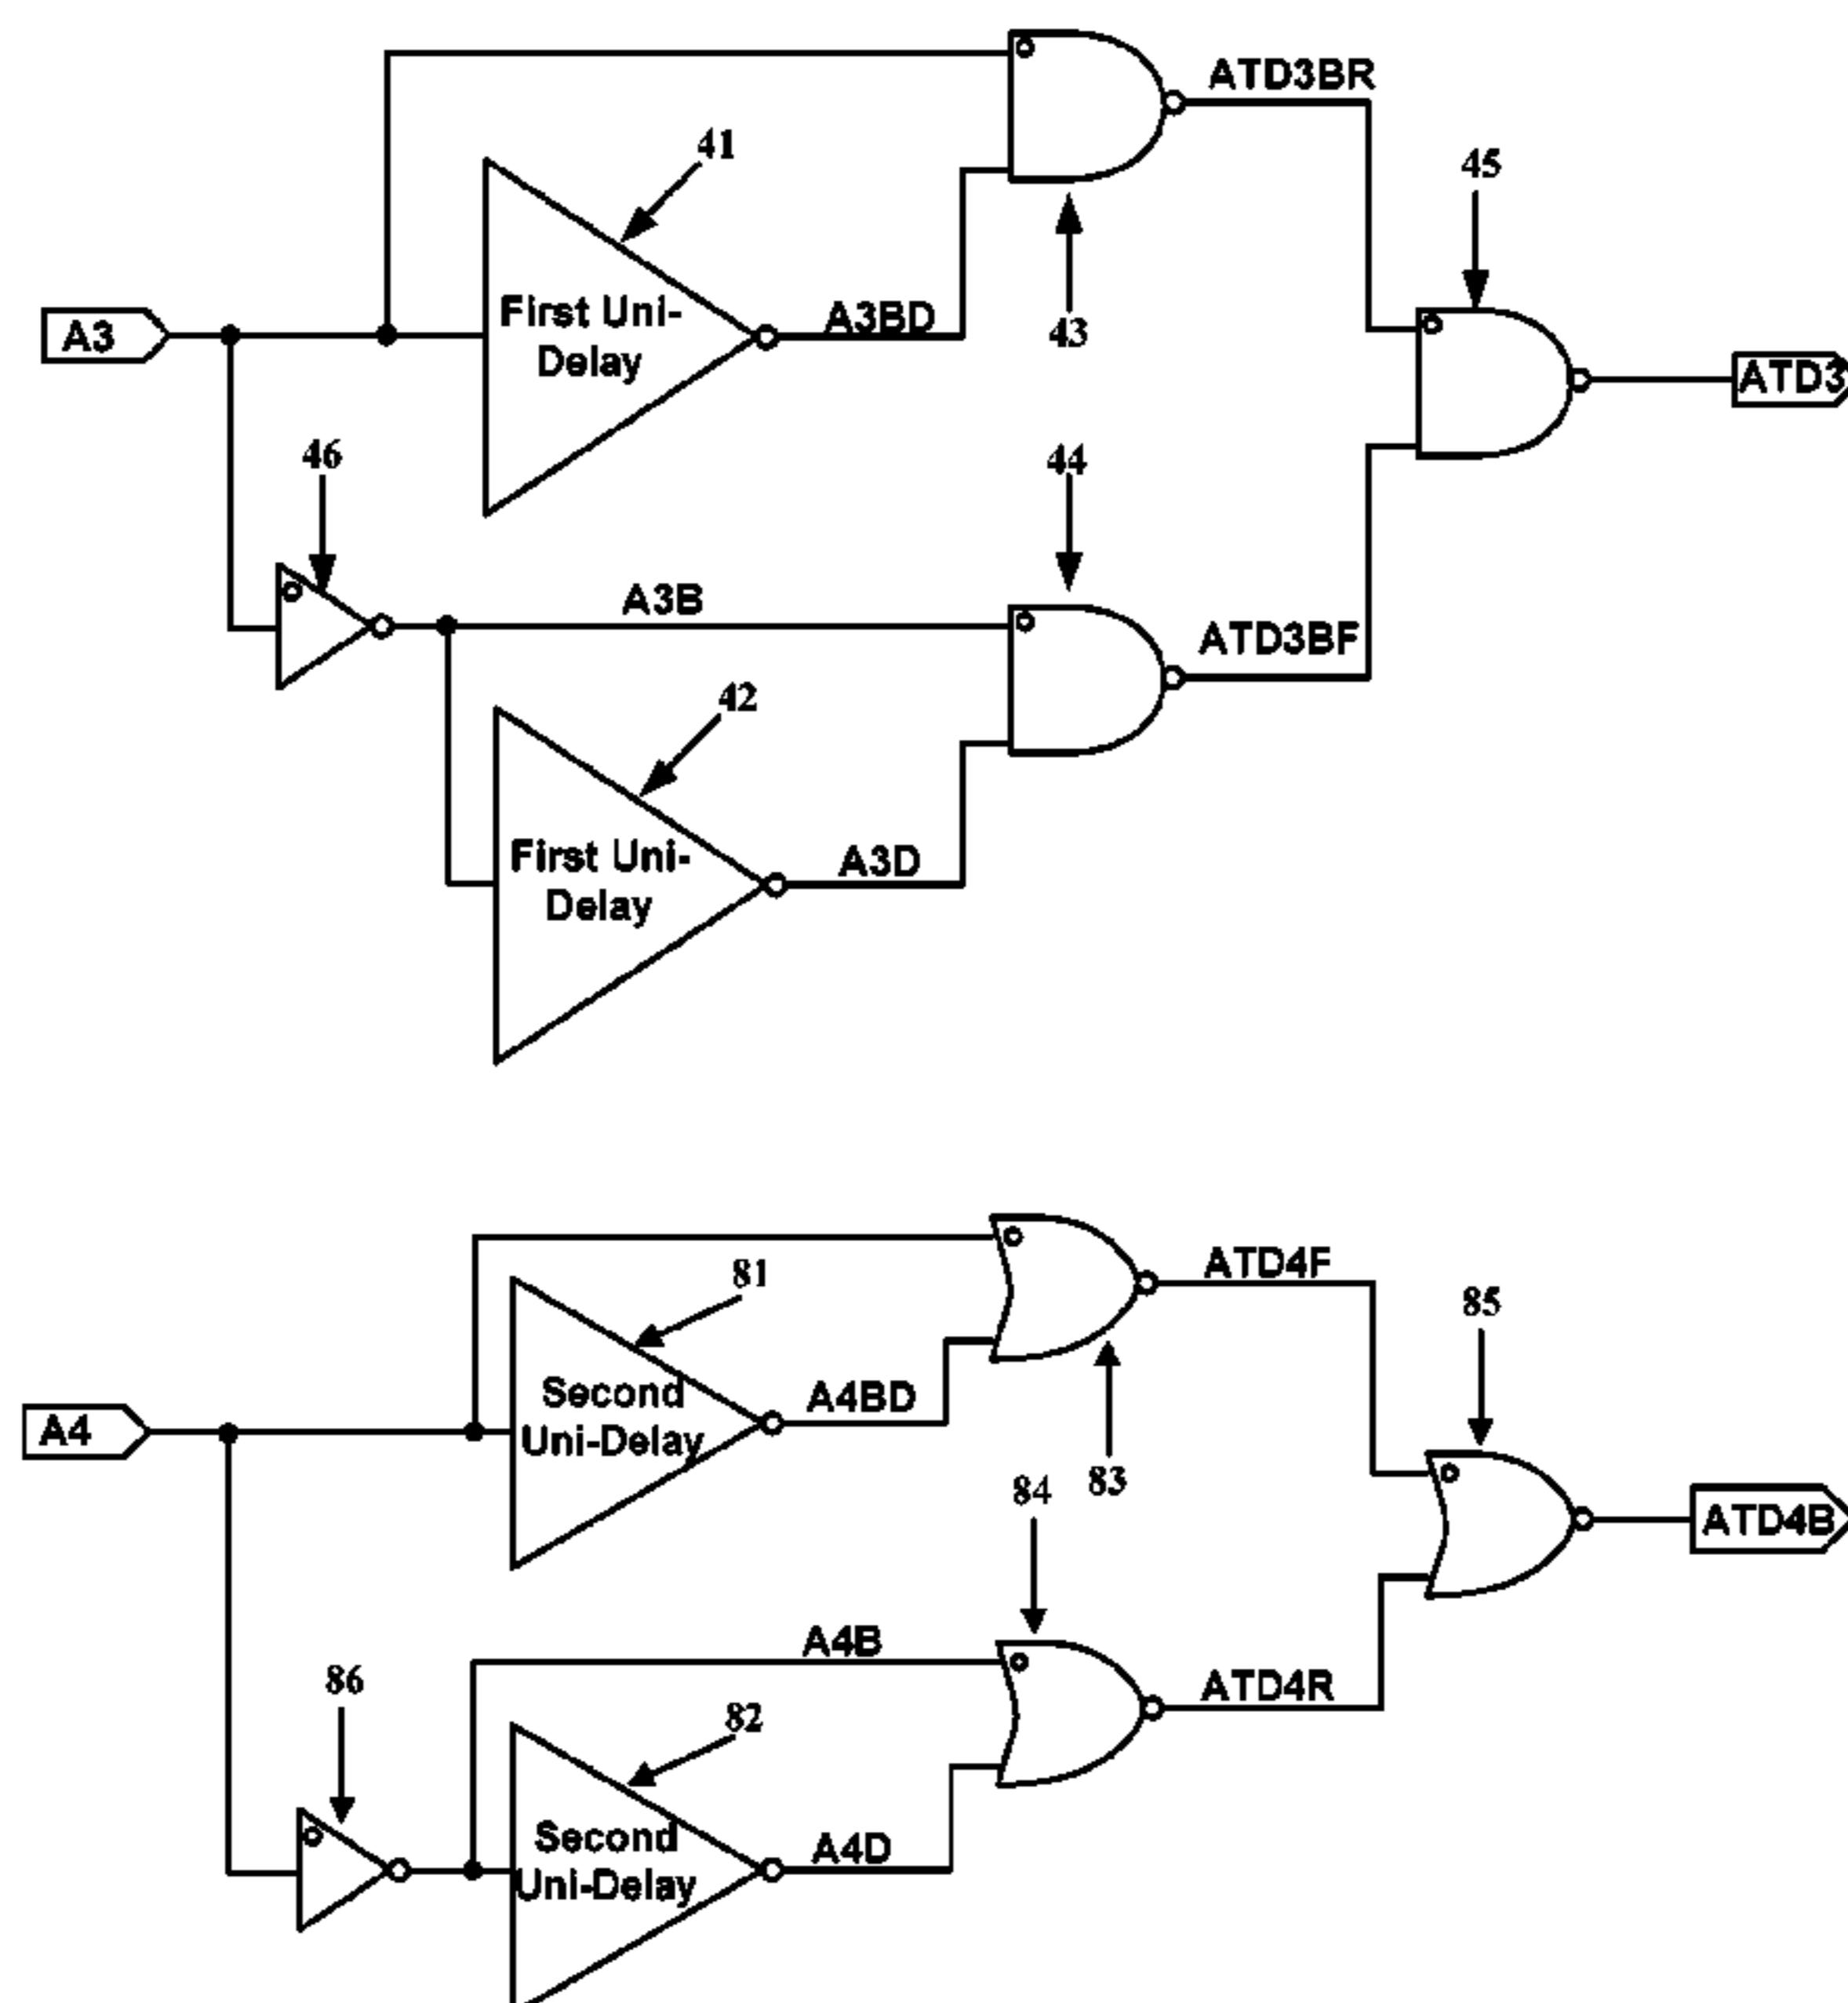 ATD3BR
41
45
First Uni-
Delay
A3BD
43
A3
ATD3
46
44
A3B
ATD3BF
42
First Uni-
Delay
A3D
81
ATD4F
85
Second
Uni-Delay
A4BD
A4
83
84
ATD4B
A4B
86
82
ATD4R
Second
Uni-Delay
A4D